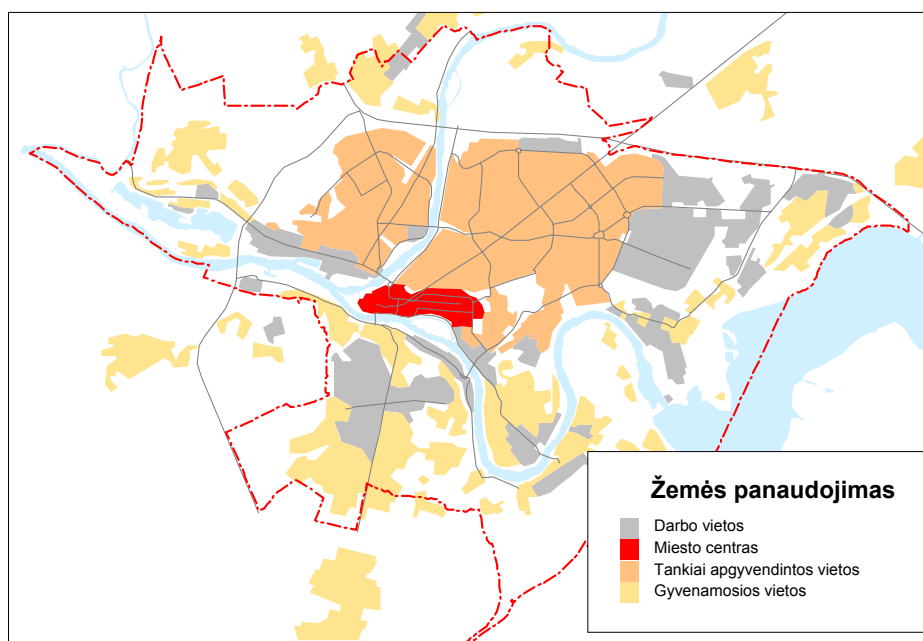 Žemės panaudojimas
Darbo vietos
Miesto centras
Tankiai apgyvendintos vietos
Gyvenamosios vietos